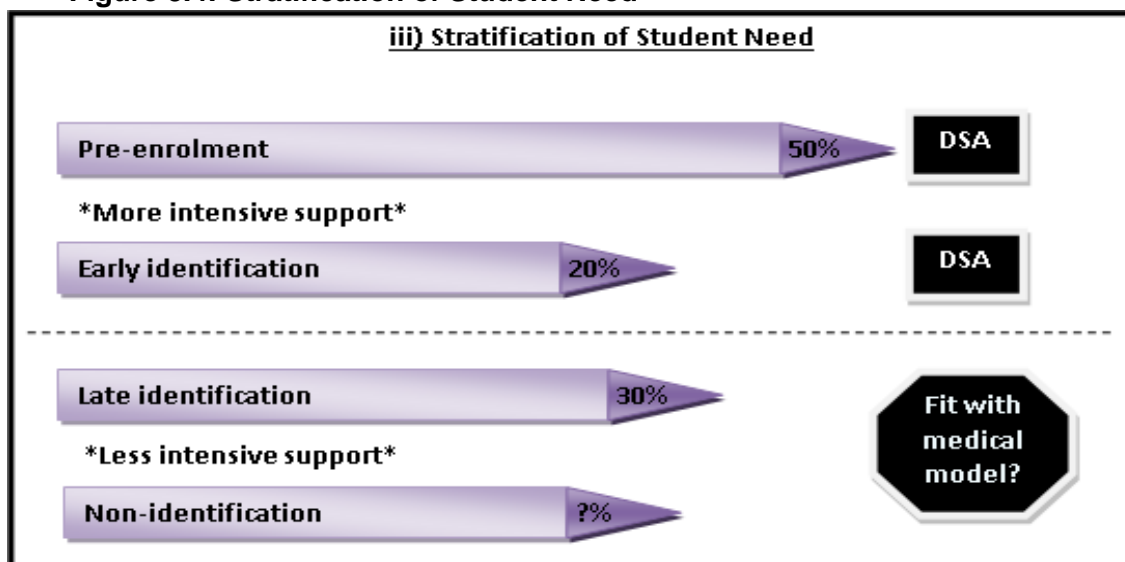 Figure Stratification of Student Need
iii) Stratification of Student Need
Pre-enrolment 50% DSA
*More intensive support*
Early identification 20% DSA
Late identification 30%
*Less intensive support*
Non-identification ?%
Fit with
medical
model?